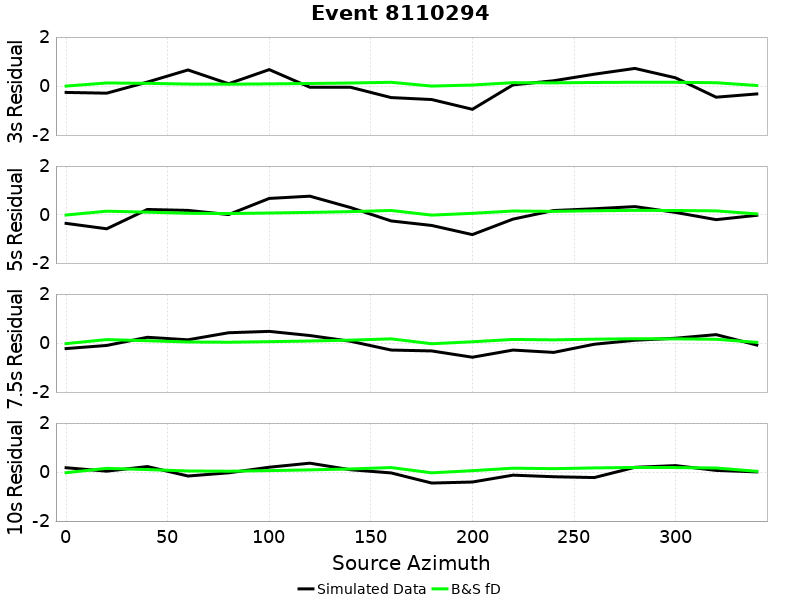 Event 8110294
3s Residual
2
0
-2
5s Residual
2
0
-2
7.5s Residual
2
0
-2
10s Residual
2
0
-2
0 50 100 150 200 250 300
Source Azimuth
Simulated Data B&S fD